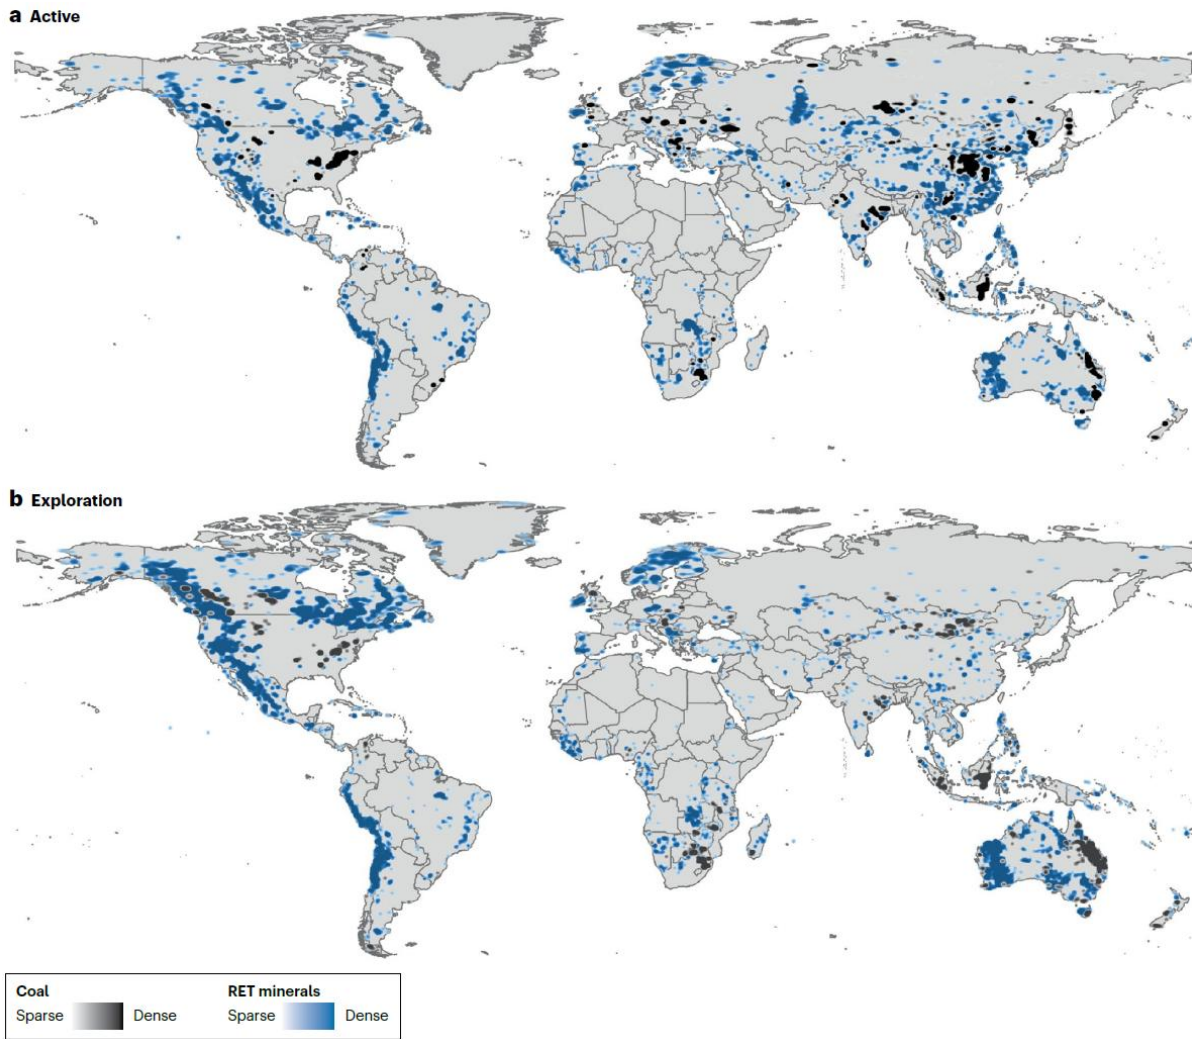 a Active
b Exploration
Coal
Sparse Dense
RET minerals
Sparse Dense